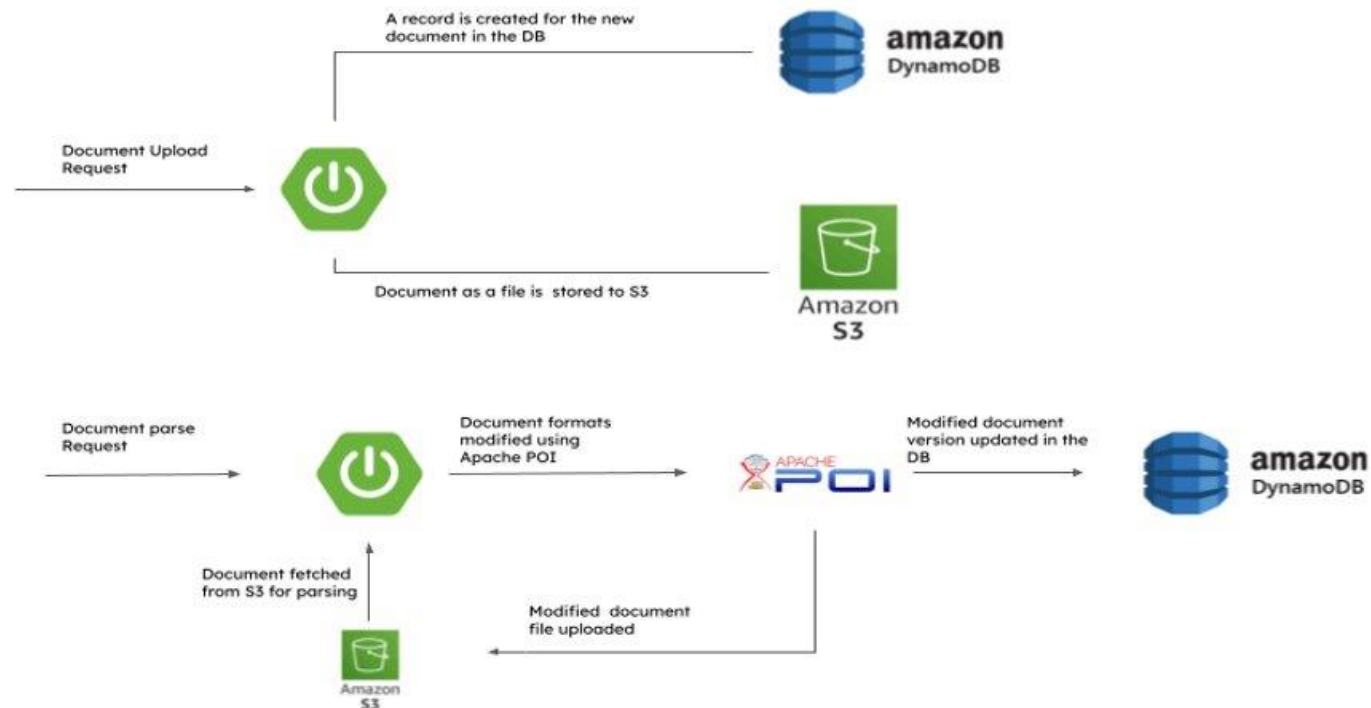 A record is created for the new
document in the DB
amazon
DynamoDB
Document Upload
Request
Document as a file is stored to S3
Amazon
S3
Document parse
Request
Document formats
modified using
Apache POI
APACHE
POI
Modified document
version updated in the
DB
amazon
DynamoDB
Document fetched
from S3 for parsing
Modified document
file uploaded
Amazon
S3